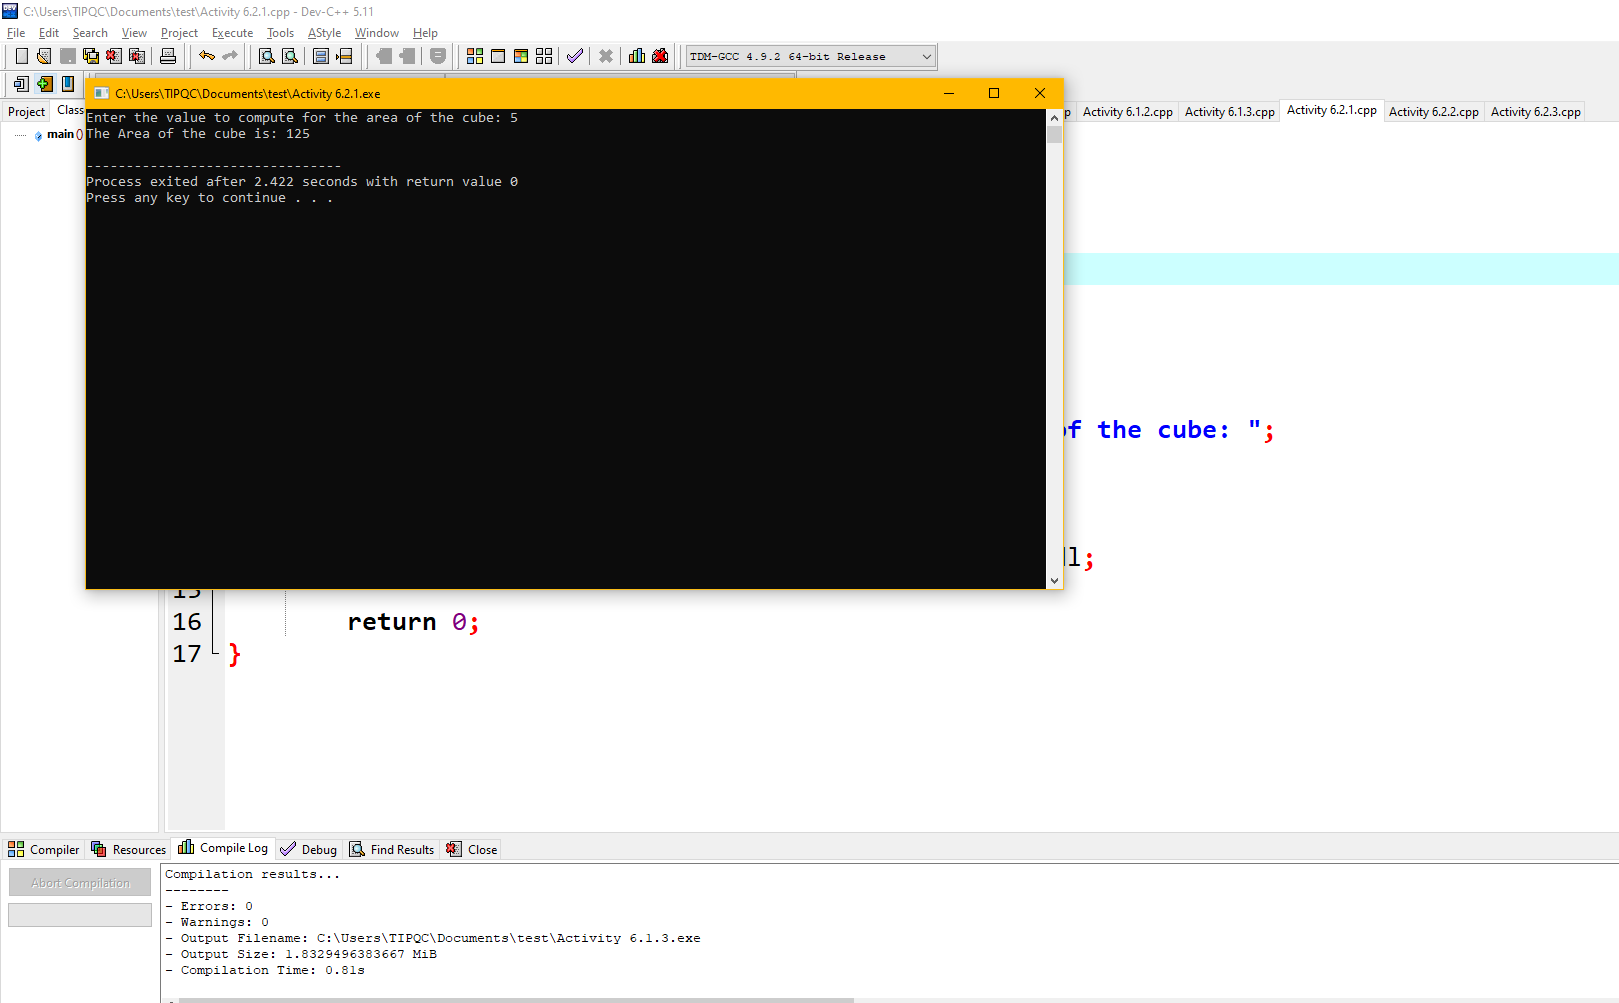 C:\Users\TIPQC\Documents\test\Activity 6.2.1.cpp - Dev-C++ 5.11
File Edit Search View Project Execute Tools AStyle Window Help
TDM-GCC 4.9.2 64-bit Release
C:\Users\TIPQC\Documents\test\Activity 6.2.1.exe
Project Class Activity 6.1.2.cpp Activity 6.1.3.cpp Activity 6.2.1.cpp Activity 6.2.2.cpp Activity 6.2.3.cpp
main ()
Enter the value to compute for the area of the cube: 5
The Area of the cube is: 125
--------------------------------
Process exited after 2.422 seconds with return value 0
Press any key to continue . . .
of the cube: ";
15
16 return 0;
17 }
Compiler Resources Compile Log Debug Find Results Close
Abort Compilation
Compilation results...
--------
- Errors: 0
- Warnings: 0
- Output Filename: C:\Users\TIPQC\Documents\test\Activity 6.1.3.exe
- Output Size: 1.8329496383667 MiB
- Compilation Time: 0.81s